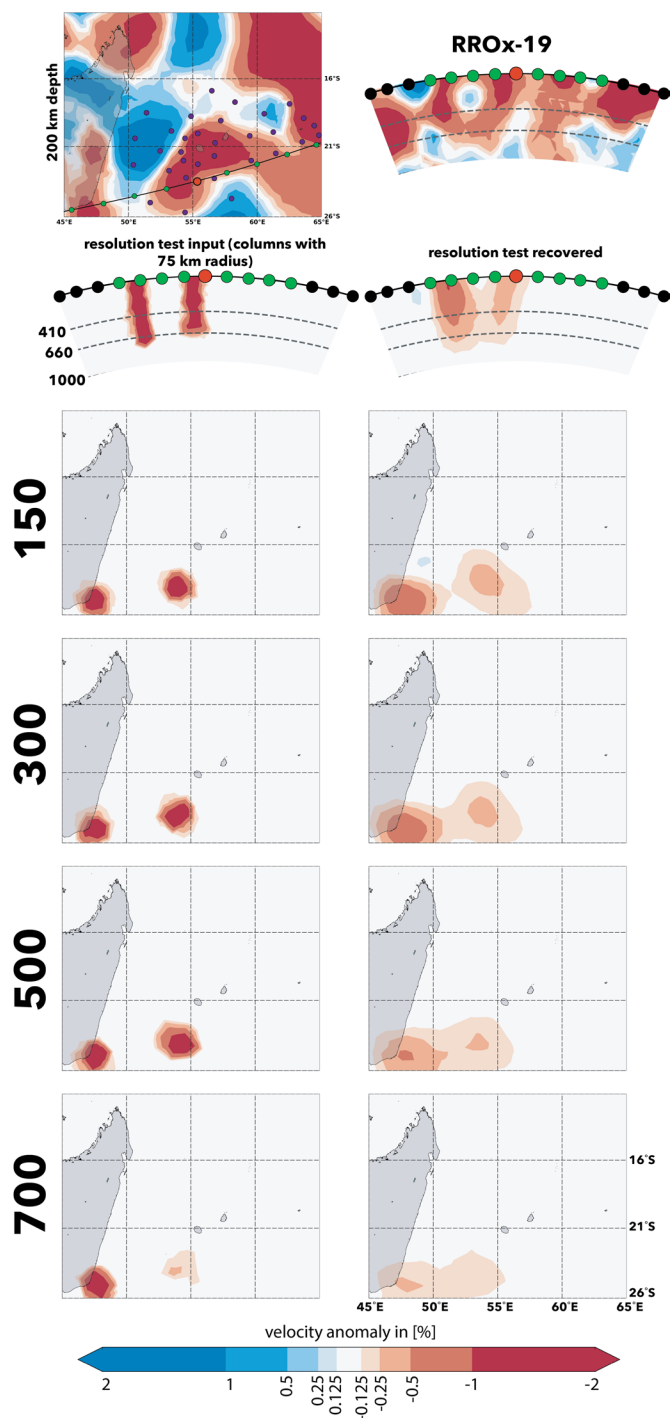 RROx-19
200 km depth
16°S
21°S
26°S
45°E
50°E
55°E
60°E
65°E
resolution test input (columns with
75 km radius)
resolution test recovered
410
660
1000
150
300
500
700
16°S
21°S
26°S
45°E
50°E
55°E
60°E
65°E
velocity anomaly in [%]
2
1
0.5
0.25
0.125
-0.125
-0.25
-0.5
-1
-2